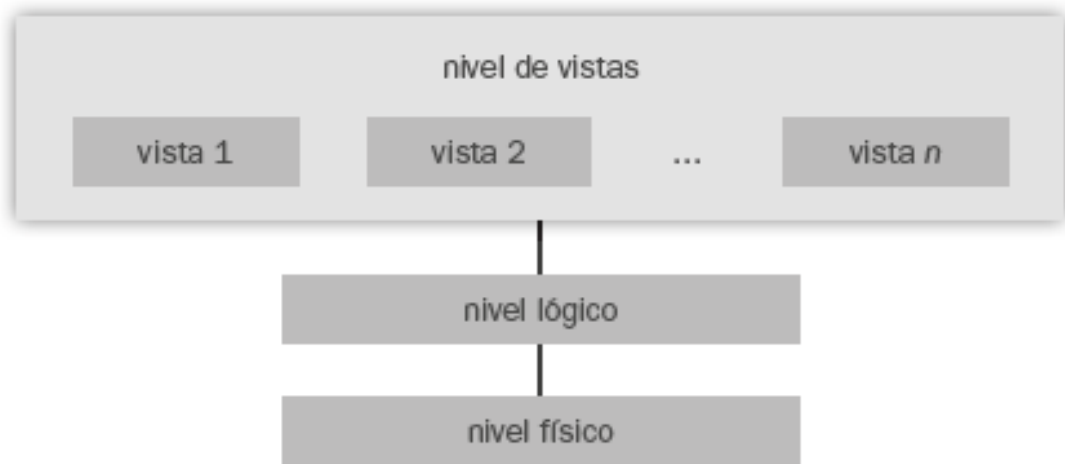 nivel de vistas
vista 1 vista 2 ... vista n
nivel lógico
nivel físico